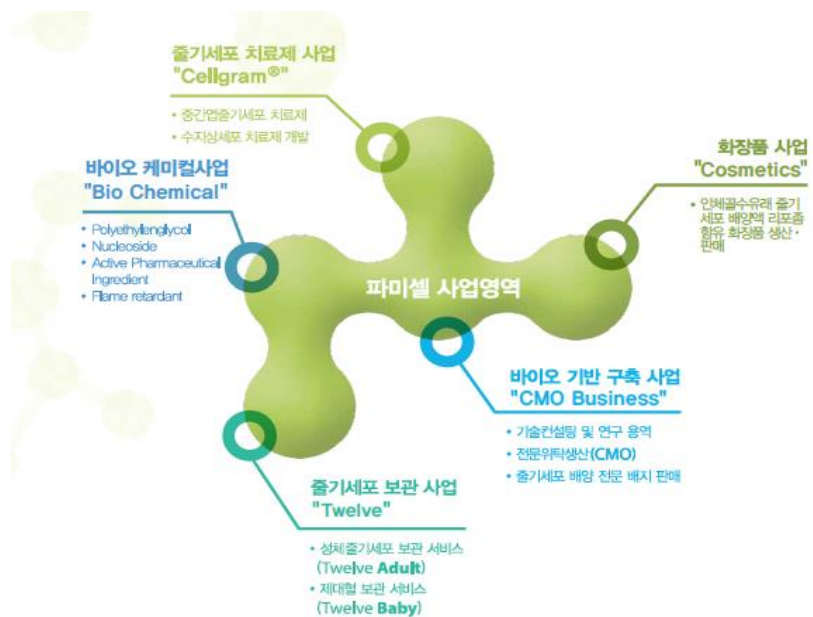 줄기세포 치료제 사업
"Cellgram®"
• 중간엽줄기세포 치료제
• 수지상세포 치료제 개발
바이오 케미컬사업
"Bio Chemical"
• Polyethylenglycol
• Nucleoside
• Active Pharmaceutical
Ingredient
• Flame retardant
화장품 사업
"Cosmetics"
• 인체골수유래 줄기
세포 배양액 리포좀
함유 화장품 생산·
판매
파미셀 사업영역
바이오 기반 구축 사업
"CMO Business"
• 기술컨설팅 및 연구 용역
• 전문위탁생산(CMO)
• 줄기세포 배양 전문 배지 판매
줄기세포 보관 사업
"Twelve"
• 성체줄기세포 보관 서비스
(Twelve Adult)
• 제대혈 보관 서비스
(Twelve Baby)